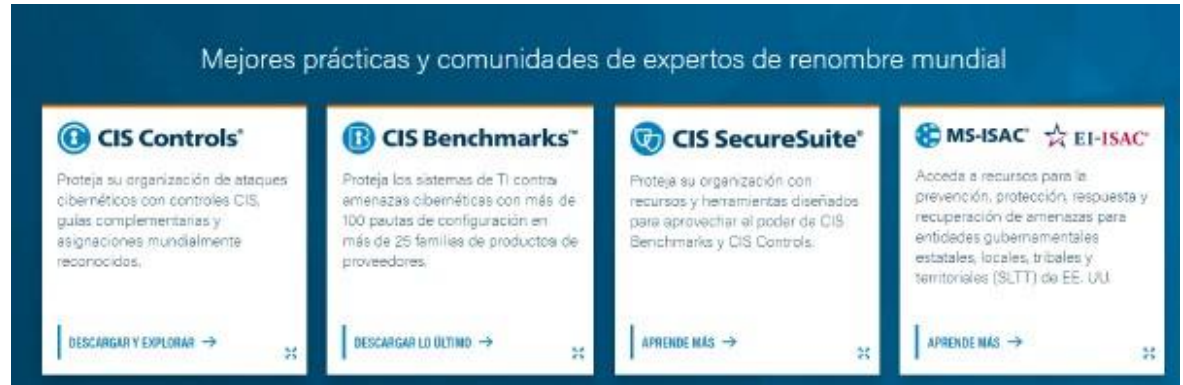 Mejores prácticas y comunidades de expertos de renombre mundial
CIS Controls®
Proteja su organización de ataques
cibernéticos con controles CIS,
guías complementarias y
asignaciones mundialmente
reconocidos.
DESCARGAR Y EXPLORAR →
CIS Benchmarks™
Proteja los sistemas de TI contra
amenazas cibernéticas con más de
100 pautas de configuración en
más de 25 familias de productos de
proveedores.
DESCARGAR LO ÚLTIMO →
CIS SecureSuite®
Proteja su organización con
recursos y herramientas diseñados
para aprovechar el poder de CIS
Benchmarks y CIS Controls.
APRENDE MÁS →
MS-ISAC® EI-ISAC®
Acceda a recursos para la
prevención, protección, respuesta y
recuperación de amenazas para
entidades gubernamentales
estatales, locales, tribales y
territoriales (SLTT) de EE. UU.
APRENDE MÁS →